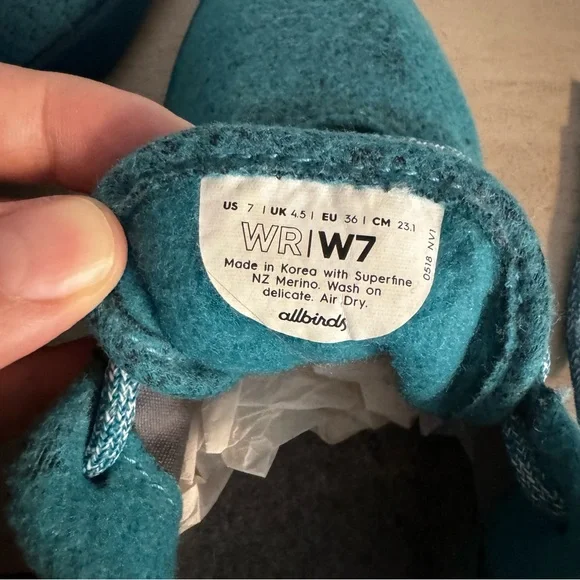 US 7 | UK 4.5 | EU 36 | CM 23.1
WR|W7
Made in Korea with Superfine
NZ Merino. Wash on
delicate. Air Dry.
allbirds
0518 NV1